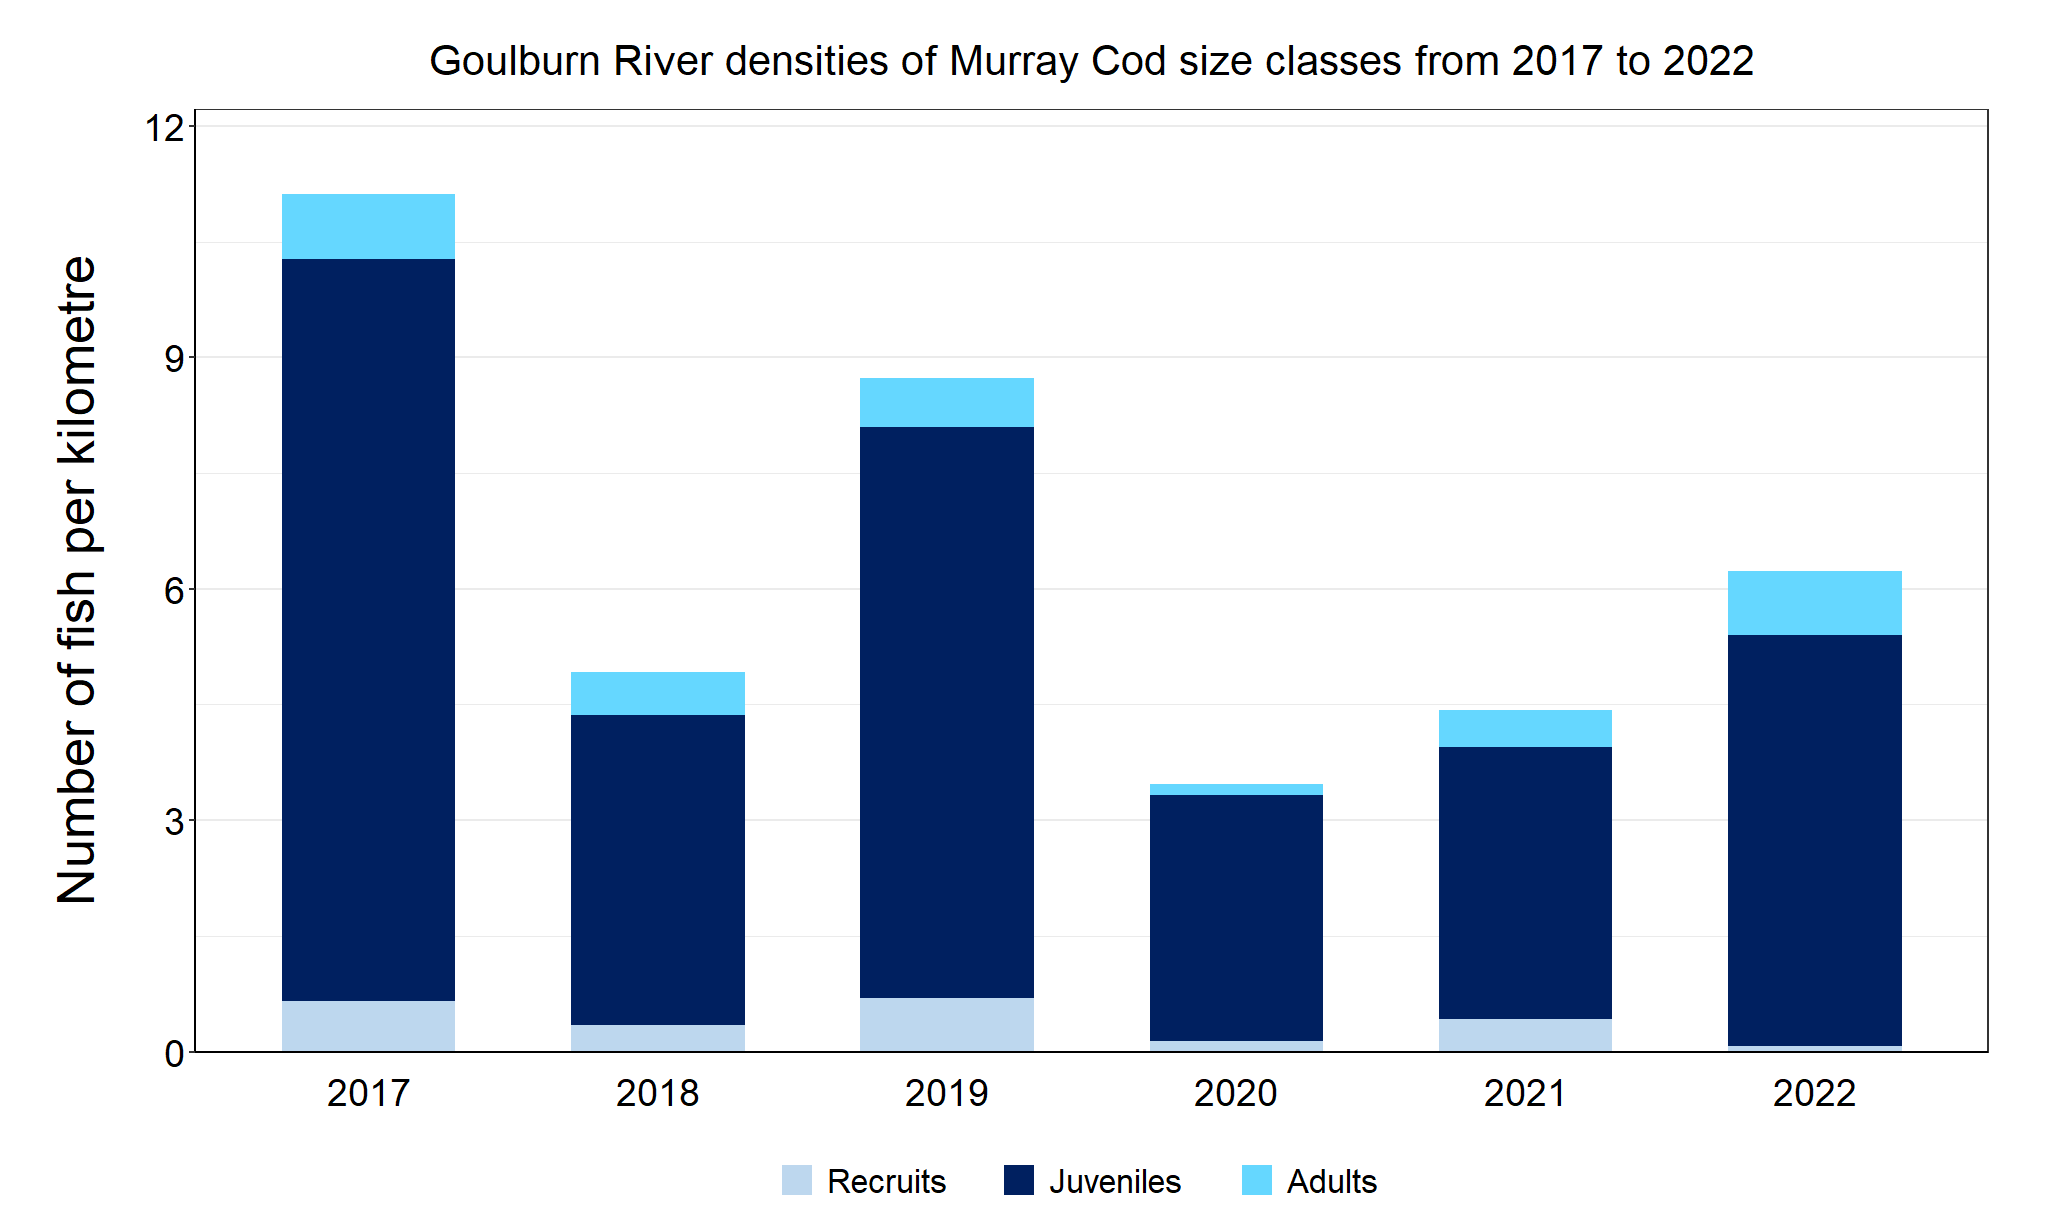 Goulburn River densities of Murray Cod size classes from 2017 to 2022
Number of fish per kilometre
12
9
6
3
0
2017 2018 2019 2020 2021 2022
Recruits Juveniles Adults